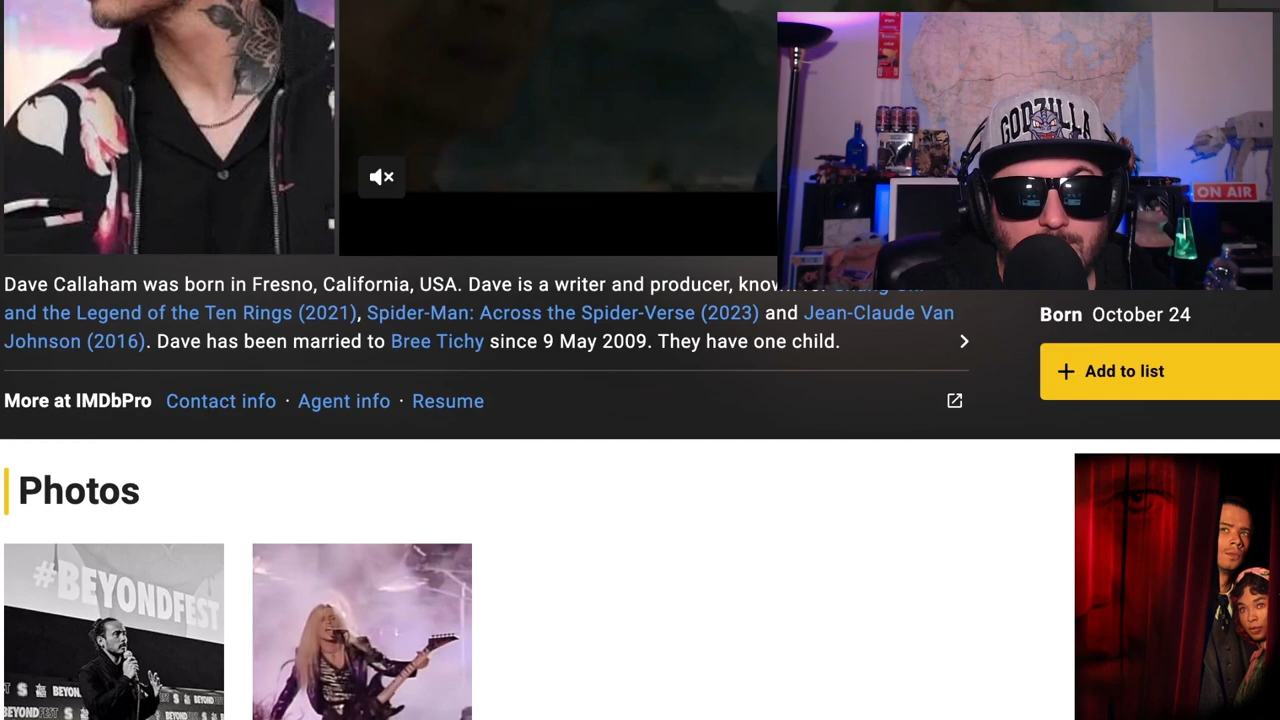 GODZILLA
ON AIR
Dave Callaham was born in Fresno, California, USA. Dave is a writer and producer,
and the Legend of the Ten Rings (2021), Spider-Man: Across the Spider-Verse (2023) and Jean-Claude Van
Johnson (2016). Dave has been married to Bree Tichy since 9 May 2009. They have one child.
Born October 24
+ Add to list
More at IMDbPro Contact info · Agent info · Resume
Photos
#BEYONDFEST
BEYON
BEYOND
BEYONDFEST